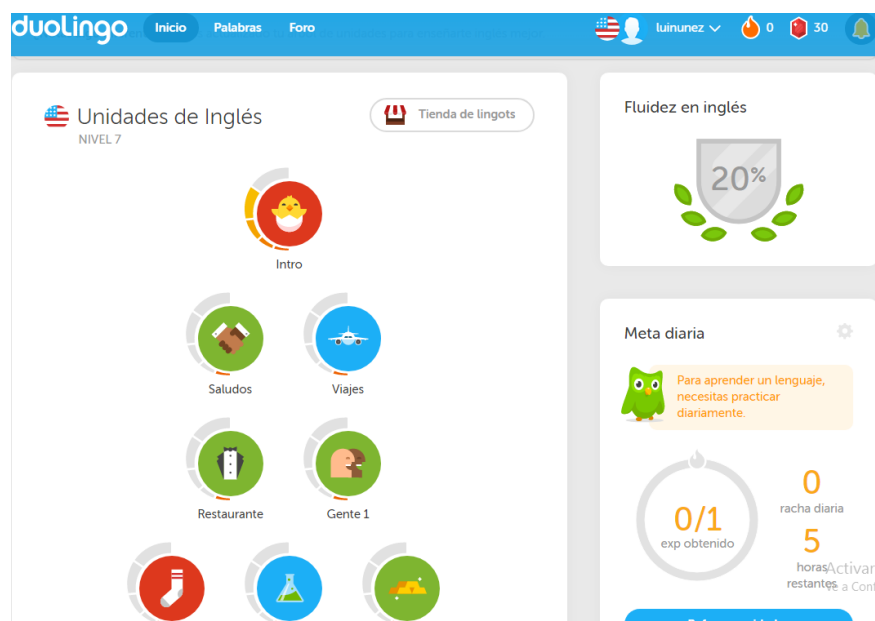 duolingo Inicio Palabras Foro luinunez 0 30
Unidades de Inglés
NIVEL 7
Tienda de lingots
Intro
Saludos Viajes
Restaurante Gente 1
Fluidez en inglés
20%
Meta diaria
Para aprender un lenguaje,
necesitas practicar
diariamente.
0/1
exp obtenido
0
racha diaria
5
horas
restantes
Activar
Ve a Conf